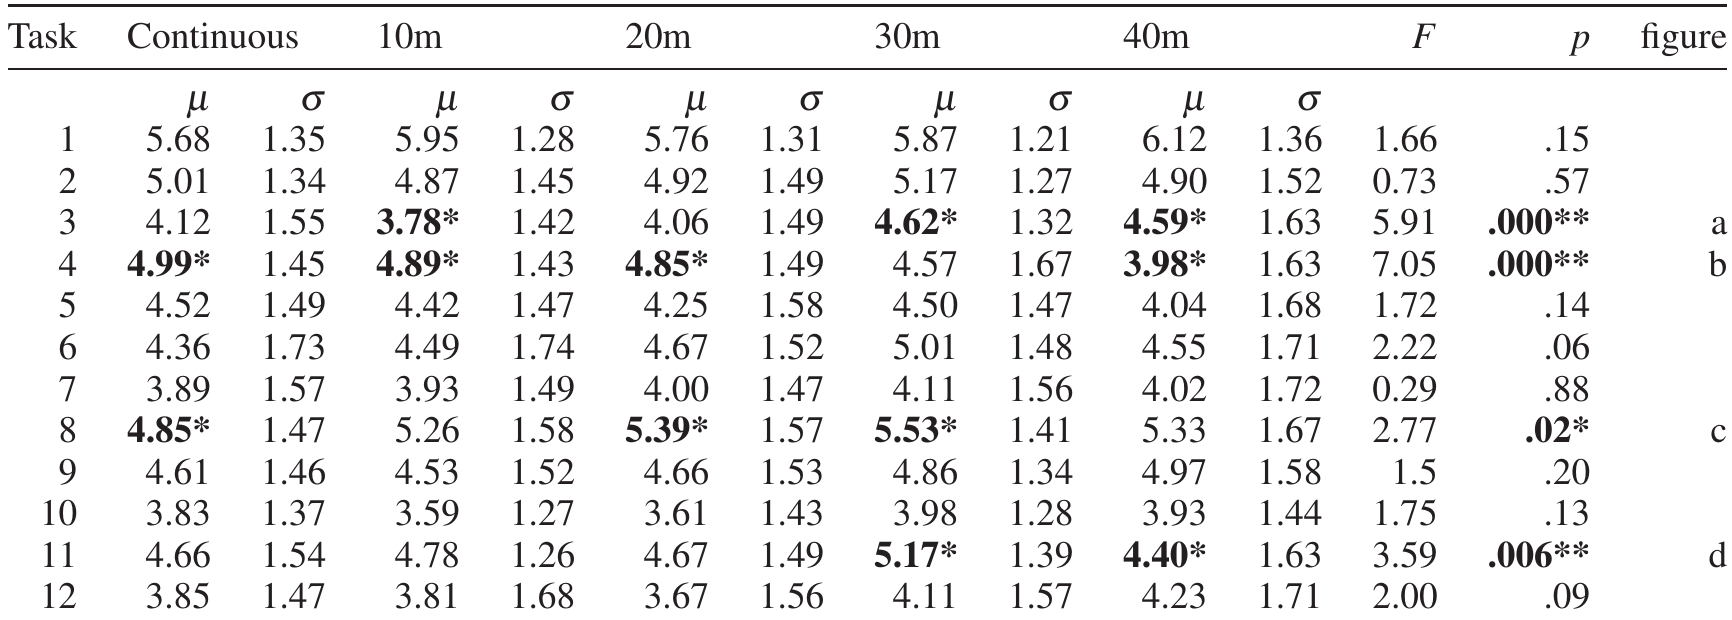 Task Continuous 10m 20m 30m 40m F p figure
μ σ μ σ μ σ μ σ μ σ
1 5.68 1.35 5.95 1.28 5.76 1.31 5.87 1.21 6.12 1.36 1.66 .15
2 5.01 1.34 4.87 1.45 4.92 1.49 5.17 1.27 4.90 1.52 0.73 .57
3 4.12 1.55 3.78* 1.42 4.06 1.49 4.62* 1.32 4.59* 1.63 5.91 .000** a
4 4.99* 1.45 4.89* 1.43 4.85* 1.49 4.57 1.67 3.98* 1.63 7.05 .000** b
5 4.52 1.49 4.42 1.47 4.25 1.58 4.50 1.47 4.04 1.68 1.72 .14
6 4.36 1.73 4.49 1.74 4.67 1.52 5.01 1.48 4.55 1.71 2.22 .06
7 3.89 1.57 3.93 1.49 4.00 1.47 4.11 1.56 4.02 1.72 0.29 .88
8 4.85* 1.47 5.26 1.58 5.39* 1.57 5.53* 1.41 5.33 1.67 2.77 .02* c
9 4.61 1.46 4.53 1.52 4.66 1.53 4.86 1.34 4.97 1.58 1.5 .20
10 3.83 1.37 3.59 1.27 3.61 1.43 3.98 1.28 3.93 1.44 1.75 .13
11 4.66 1.54 4.78 1.26 4.67 1.49 5.17* 1.39 4.40* 1.63 3.59 .006** d
12 3.85 1.47 3.81 1.68 3.67 1.56 4.11 1.57 4.23 1.71 2.00 .09